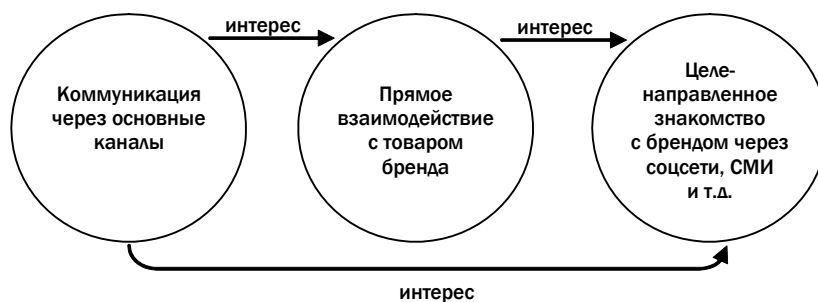 интерес
интерес
Коммуникация
через основные
каналы
Прямое
взаимодействие
с товаром
бренда
Целе-
направленное
знакомство
с брендом через
соцсети, СМИ
и т.д.
интерес